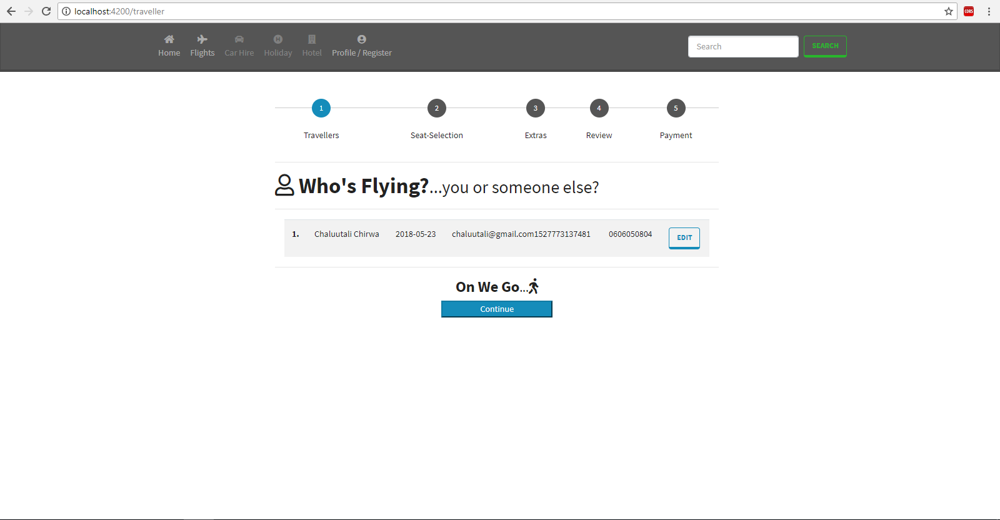 localhost:4200/traveller
CORS
Home Flights Car Hire Holiday Hotel Profile / Register Search SEARCH
1 2 3 4 5
Travellers Seat-Selection Extras Review Payment
Who's Flying?...you or someone else?
1. Chaluutali Chirwa 2018-05-23 chaluutali@gmail.com1527773137481 0606050804 EDIT
On We Go...
Continue